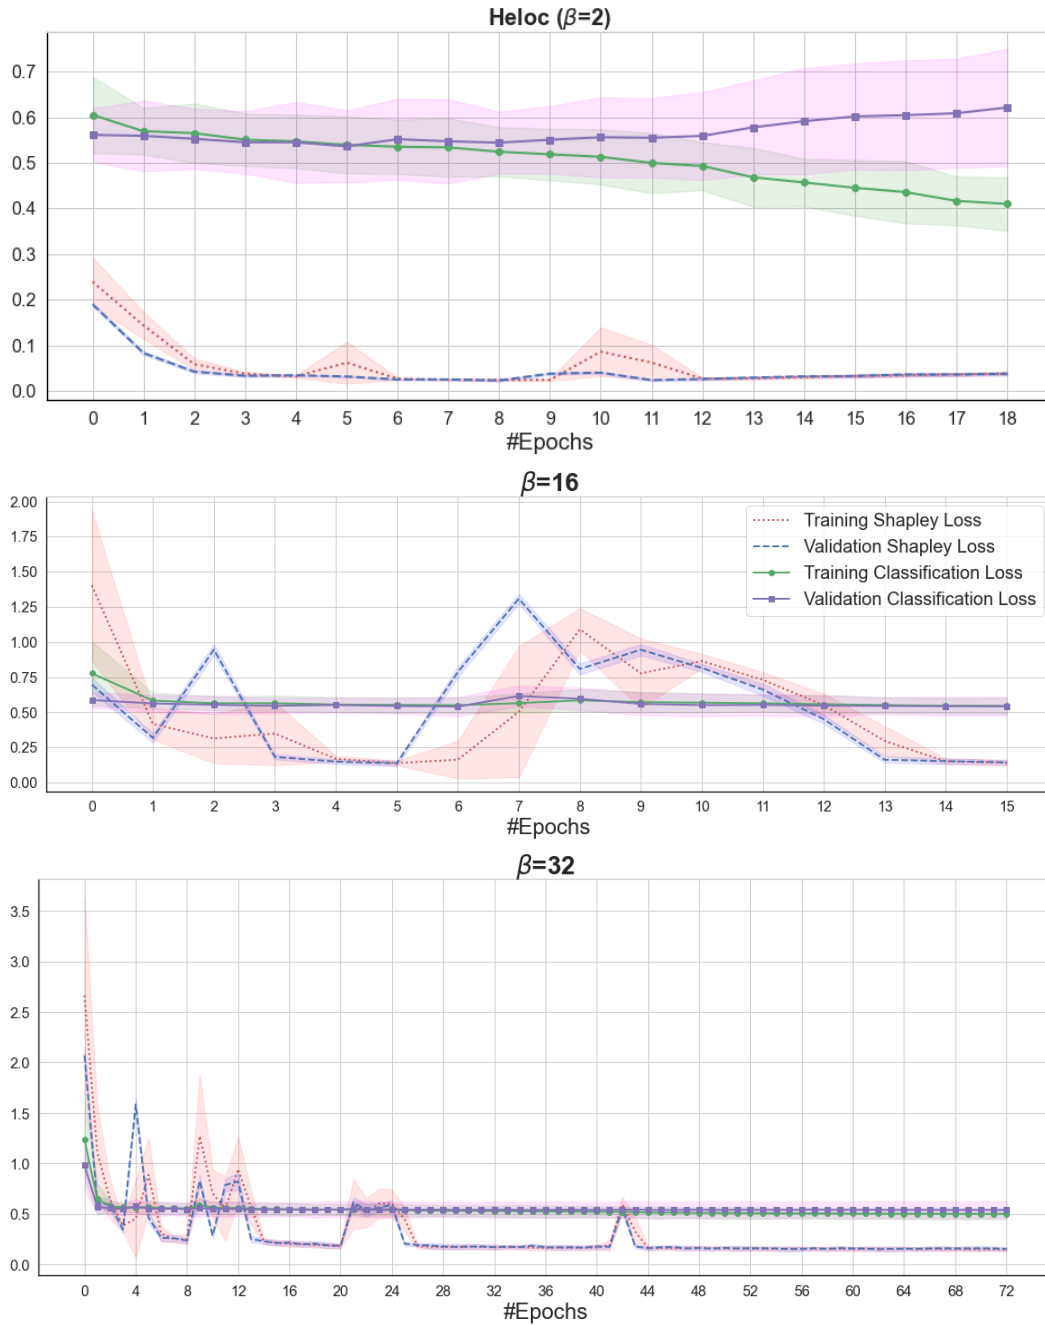 Heloc (β=2)
0.7
0.6
0.5
0.4
0.3
0.2
0.1
0.0
0 1 2 3 4 5 6 7 8 9 10 11 12 13 14 15 16 17 18
#Epochs
β=16
2.00
1.75
1.50
1.25
1.00
0.75
0.50
0.25
0.00
Training Shapley Loss
Validation Shapley Loss
Training Classification Loss
Validation Classification Loss
0 1 2 3 4 5 6 7 8 9 10 11 12 13 14 15
#Epochs
β=32
3.5
3.0
2.5
2.0
1.5
1.0
0.5
0.0
0 4 8 12 16 20 24 28 32 36 40 44 48 52 56 60 64 68 72
#Epochs